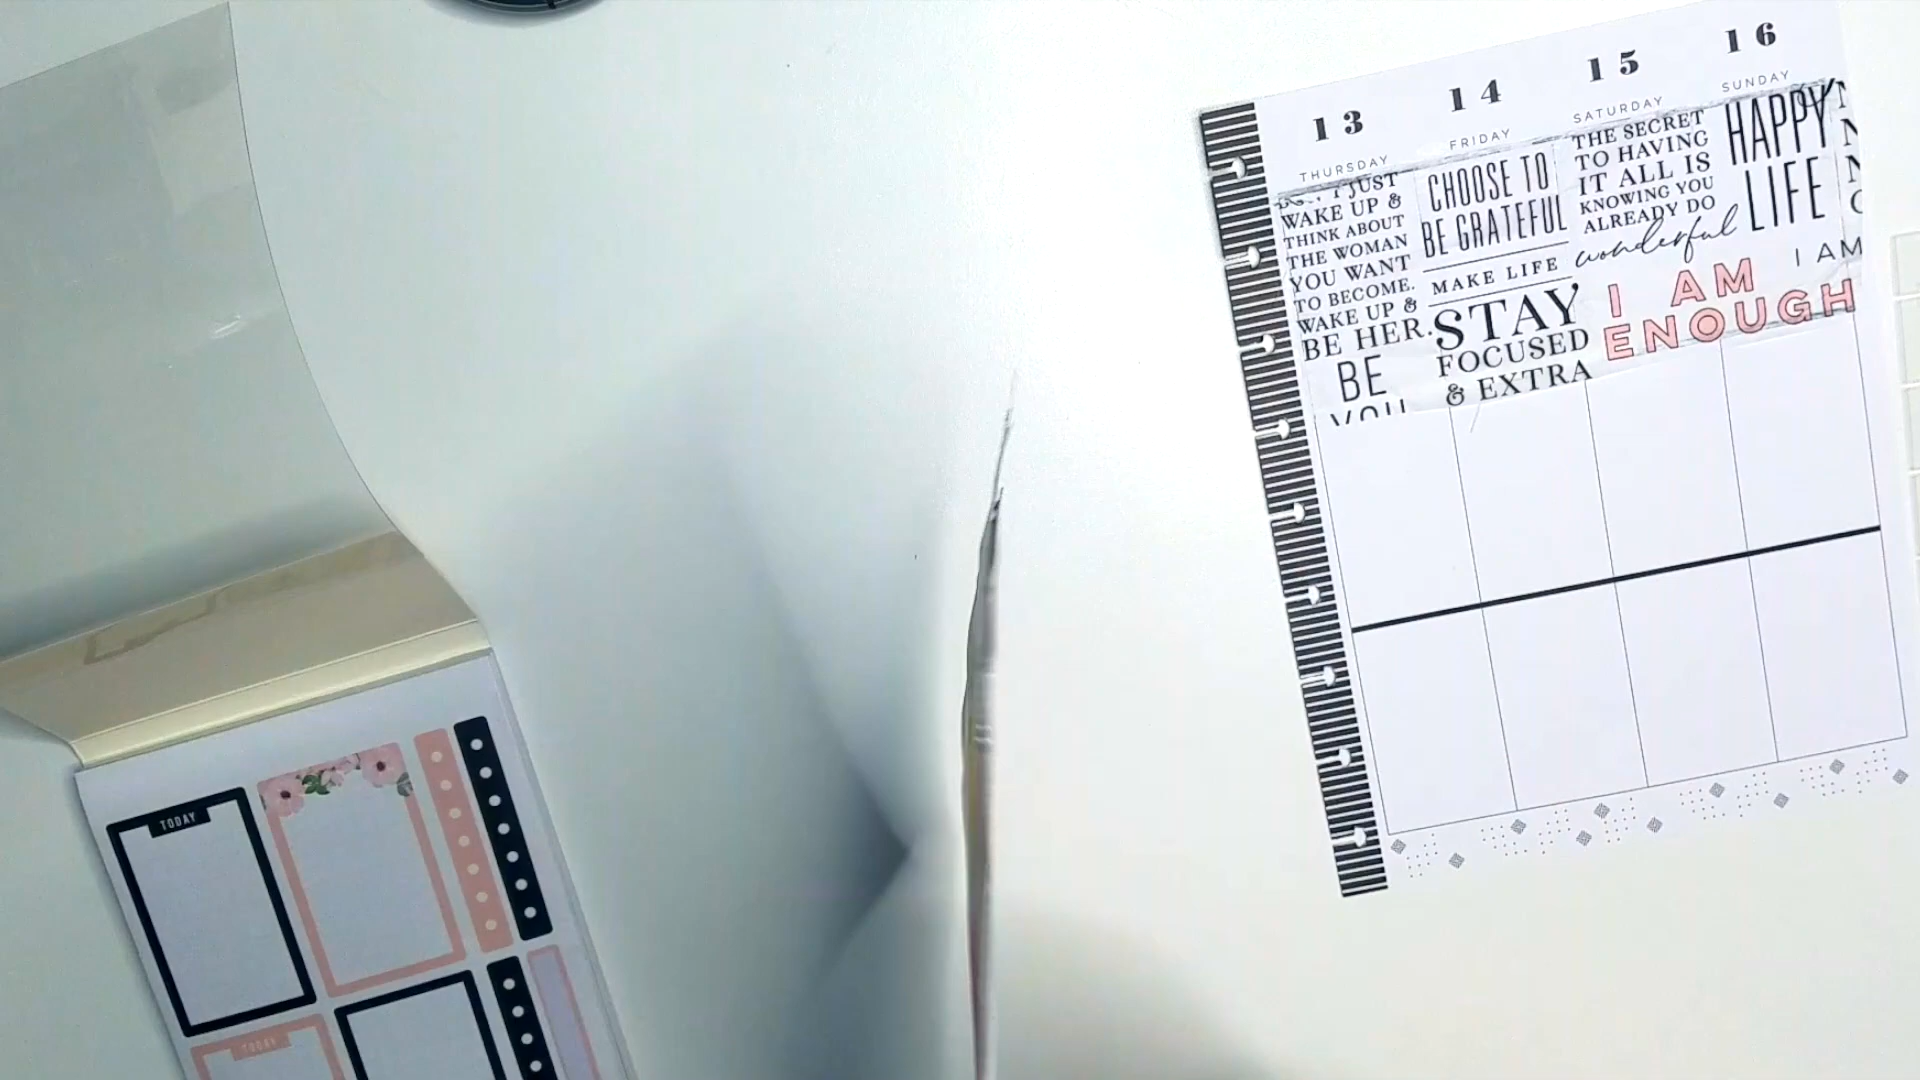 13
THURSDAY
14
FRIDAY
15
SATURDAY
16
SUNDAY
I JUST
WAKE UP &
THINK ABOUT
THE WOMAN
YOU WANT
TO BECOME.
WAKE UP &
BE HER.
BE
YOU
CHOOSE TO
BE GRATEFUL
MAKE LIFE
STAY
FOCUSED
& EXTRA
THE SECRET
TO HAVING
IT ALL IS
KNOWING YOU
ALREADY DO
wonderful
I AM
ENOUGH
HAPPY
LIFE
I AM
TODAY
TODAY